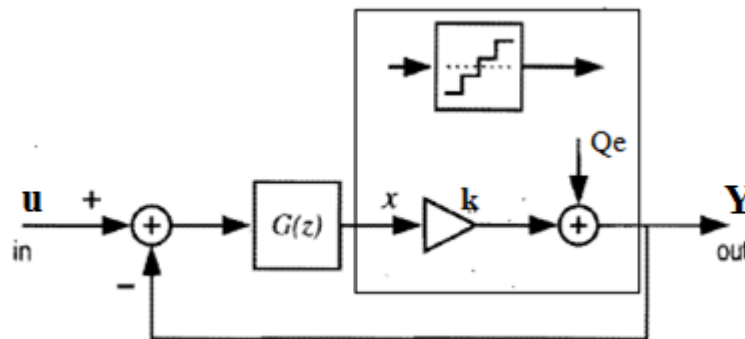 Qe
u + x k Y
+ G(z) +
in out
−